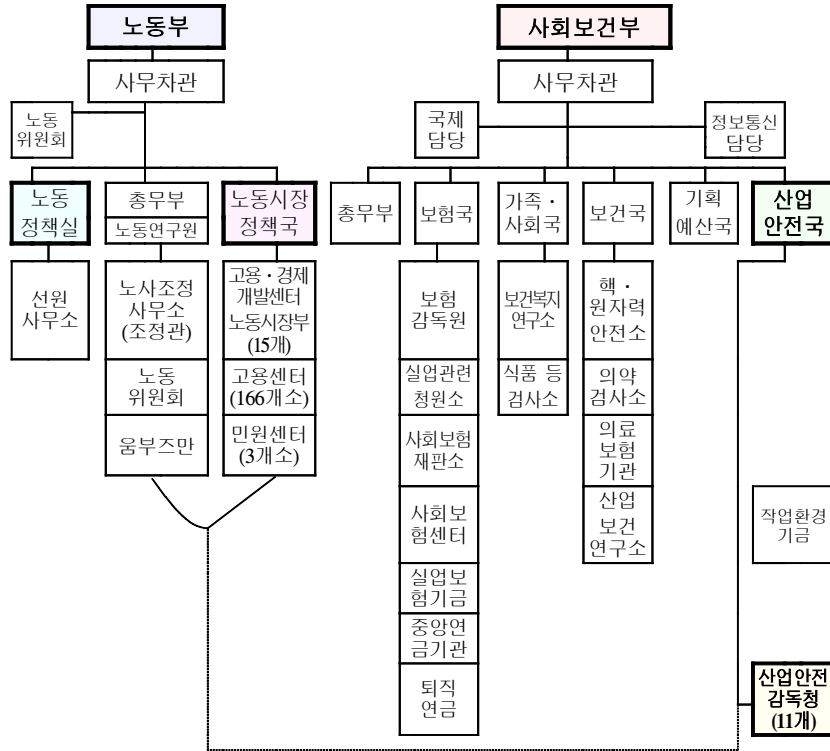 노동부
사회보건부
사무차관
사무차관
노동
위원회
국제
담당
정보통신
담당
노동
정책실
총무부
노동연구원
노동시장
정책국
총무부
보험국
가족·
사회국
보건국
기획
예산국
산업
안전국
선원
사무소
노사조정
사무소
(조정관)
고용·경제
개발센터
노동시장부
(15개)
보험
감독원
보건복지
연구소
핵·
원자력
안전소
노동
위원회
고용센터
(166개소)
실업관련
청원소
식품 등
검사소
의약
검사소
움부즈만
민원센터
(3개소)
사회보험
재판소
의료
보험
기관
사회보
험센터
산업
보건
연구소
작업환경
기금
실업보
험기금
중앙연
금기관
퇴직
연금
산업안전
감독청
(11개)